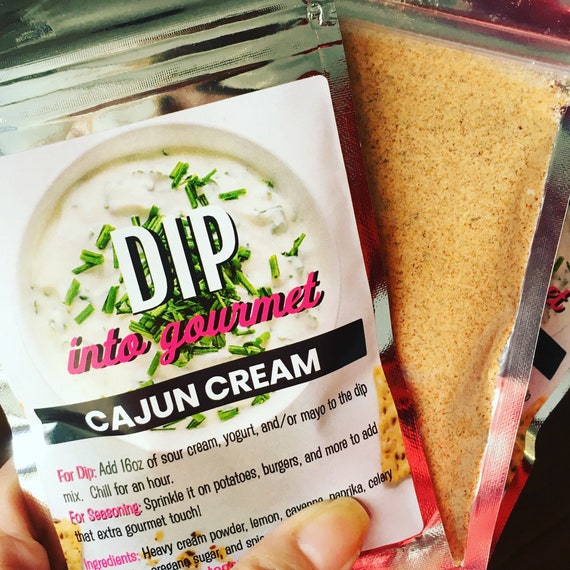 DIP
into gourmet
CAJUN CREAM
For Dip: Add 16oz of sour cream, yogurt, and/or mayo to the dip
mix. Chill for an hour.
For Seasoning: Sprinkle it on potatoes, burgers, and more to add
that extra gourmet touch!
Ingredients: Heavy cream powder, lemon, cayenne, paprika, celery
oregano sugar, and